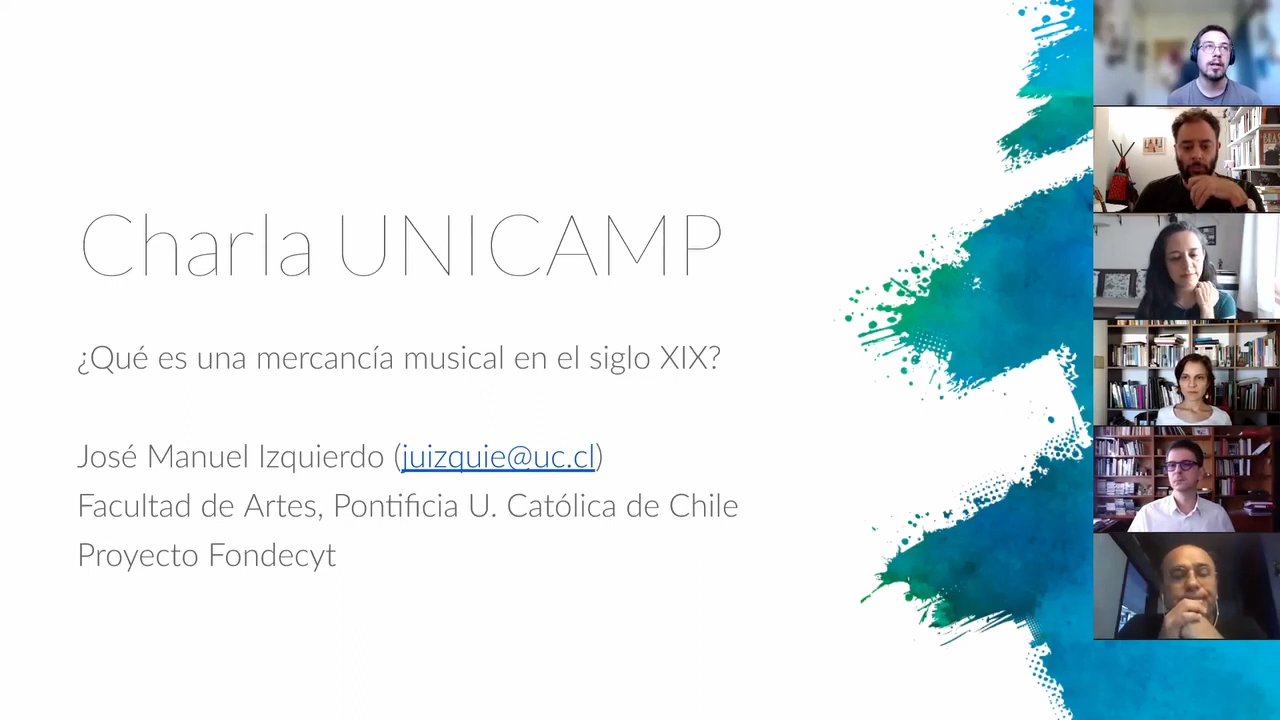 Charla UNICAMP
¿Qué es una mercancía musical en el siglo XIX?
José Manuel Izquierdo (juizquie@uc.cl)
Facultad de Artes, Pontificia U. Católica de Chile
Proyecto Fondecyt